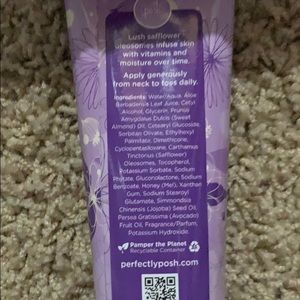 Lush safflower
oleosomes infuse skin
with vitamins and
moisture over time.
Apply generously
from neck to toes daily.
Ingredients: Water/Aqua, Aloe
Barbadensis Leaf Juice, Cetyl
Alcohol, Glycerin, Prunus
Amygdalus Dulcis (Sweet
Almond) Oil, Cetearyl Glucoside,
Sorbitan Olivate, Ethylhexyl
Palmitate, Dimethicone,
Cyclopentasiloxane, Carthamus
Tinctorius (Safflower)
Oleosomes, Tocopherol,
Potassium Sorbate, Sodium
Phytate, Gluconolactone, Sodium
Benzoate, Honey (Mel), Xanthan
Gum, Sodium Stearoyl
Glutamate, Simmondsia
Chinensis (Jojoba) Seed Oil,
Persea Gratissima (Avocado)
Fruit Oil, Fragrance/Parfum,
Potassium Hydroxide.
Pamper the Planet
Recyclable Container
perfectlyposh.com